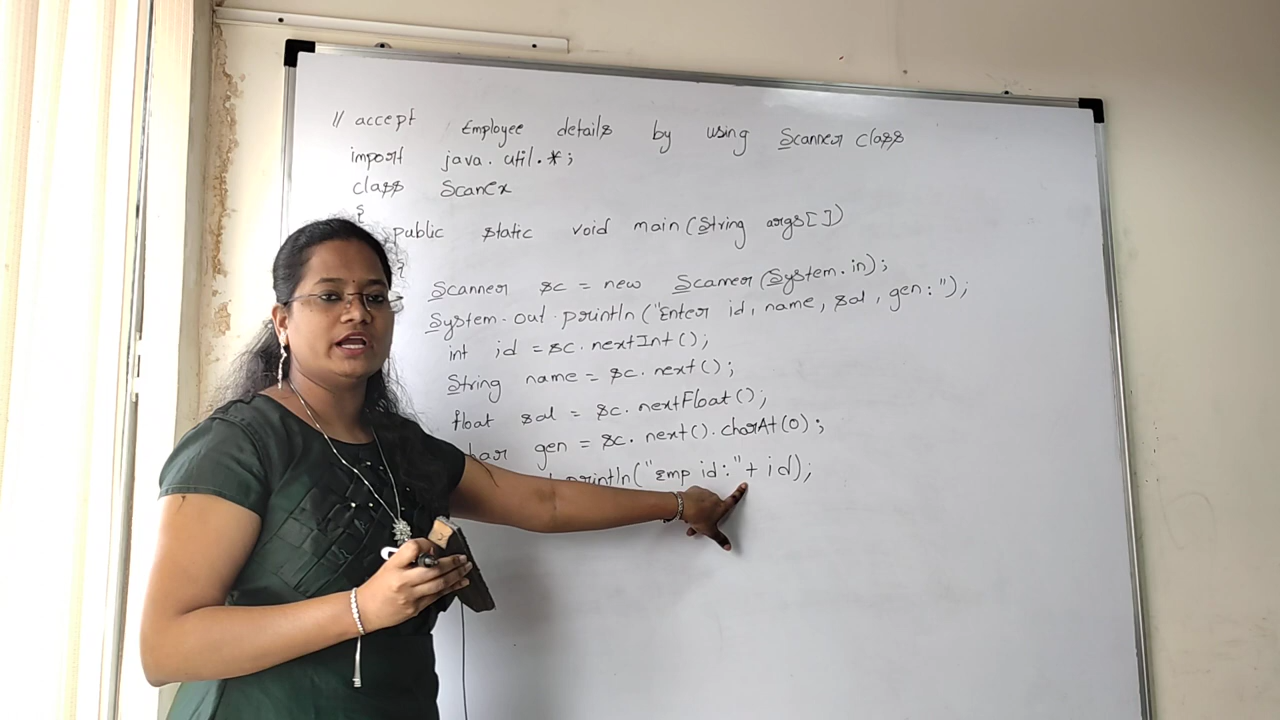 // accept Employee details by using Scanner class
import java.util.*;
class ScanEx
{
public static void main(String args[])
{
Scanner sc = new Scanner(System.in);
System.out.println("Enter id, name, sal, gen:");
int id = sc.nextInt();
String name = sc.next();
float sal = sc.nextFloat();
har gen = sc.next().charAt(0);
println("Emp id:"+ id);